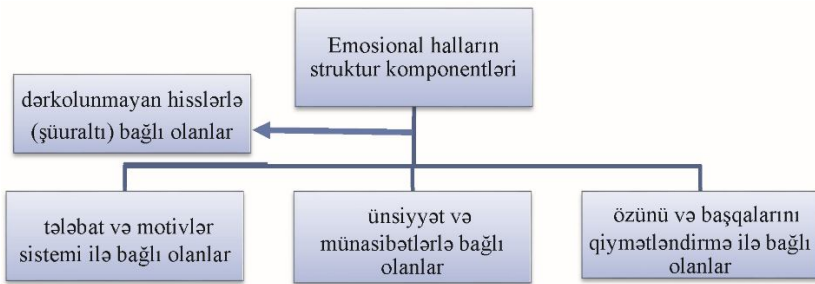 Emosional halların
struktur komponentləri
dərkolunmayan hisslərlə
(şüuraltı) bağlı olanlar
tələbat və motivlər
sistemi ilə bağlı olanlar
ünsiyyət və
münasibətlərlə bağlı
olanlar
özünü və başqalarını
qiymətləndirmə ilə bağlı
olanlar